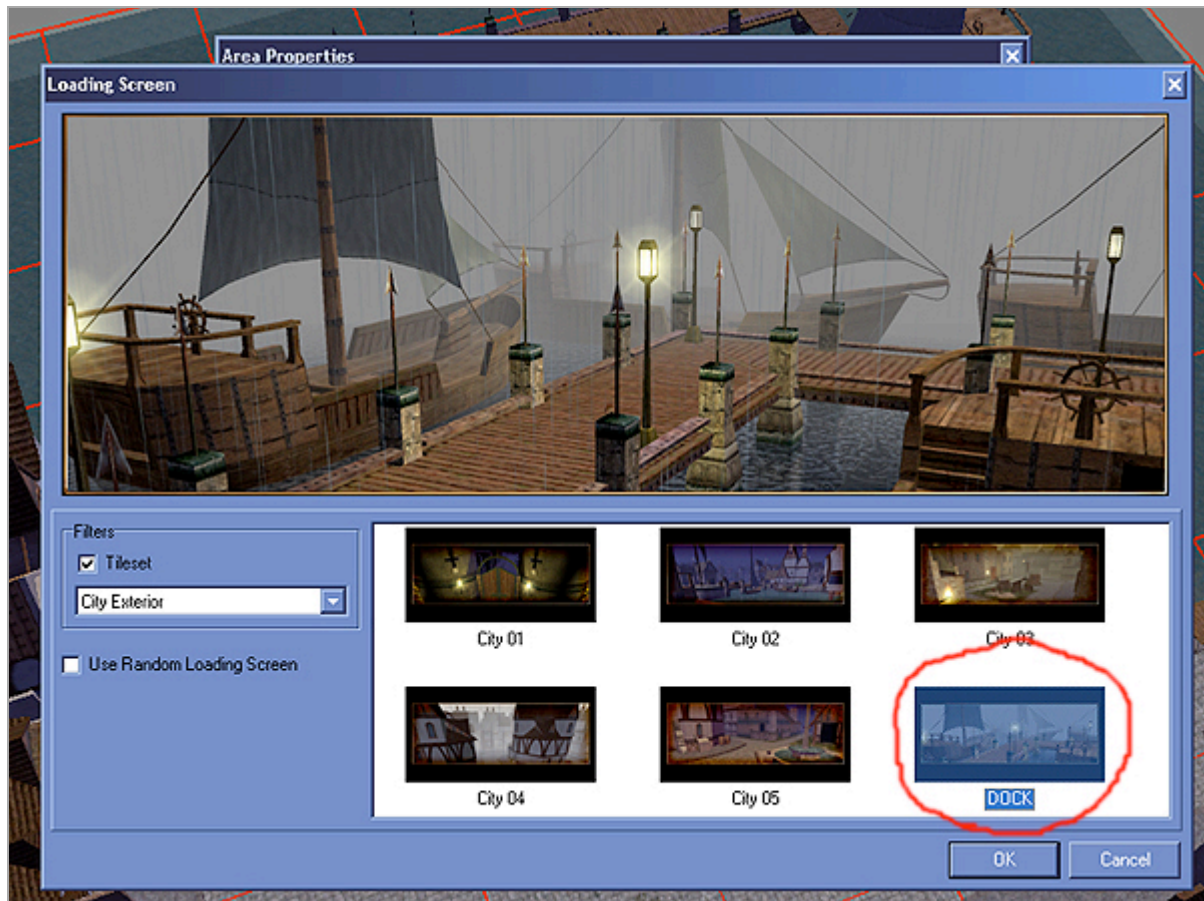 Area Properties
Loading Screen
Filters
Tileset
City Exterior
Use Random Loading Screen
City 01
City 02
City 03
City 04
City 05
DOCK
OK
Cancel